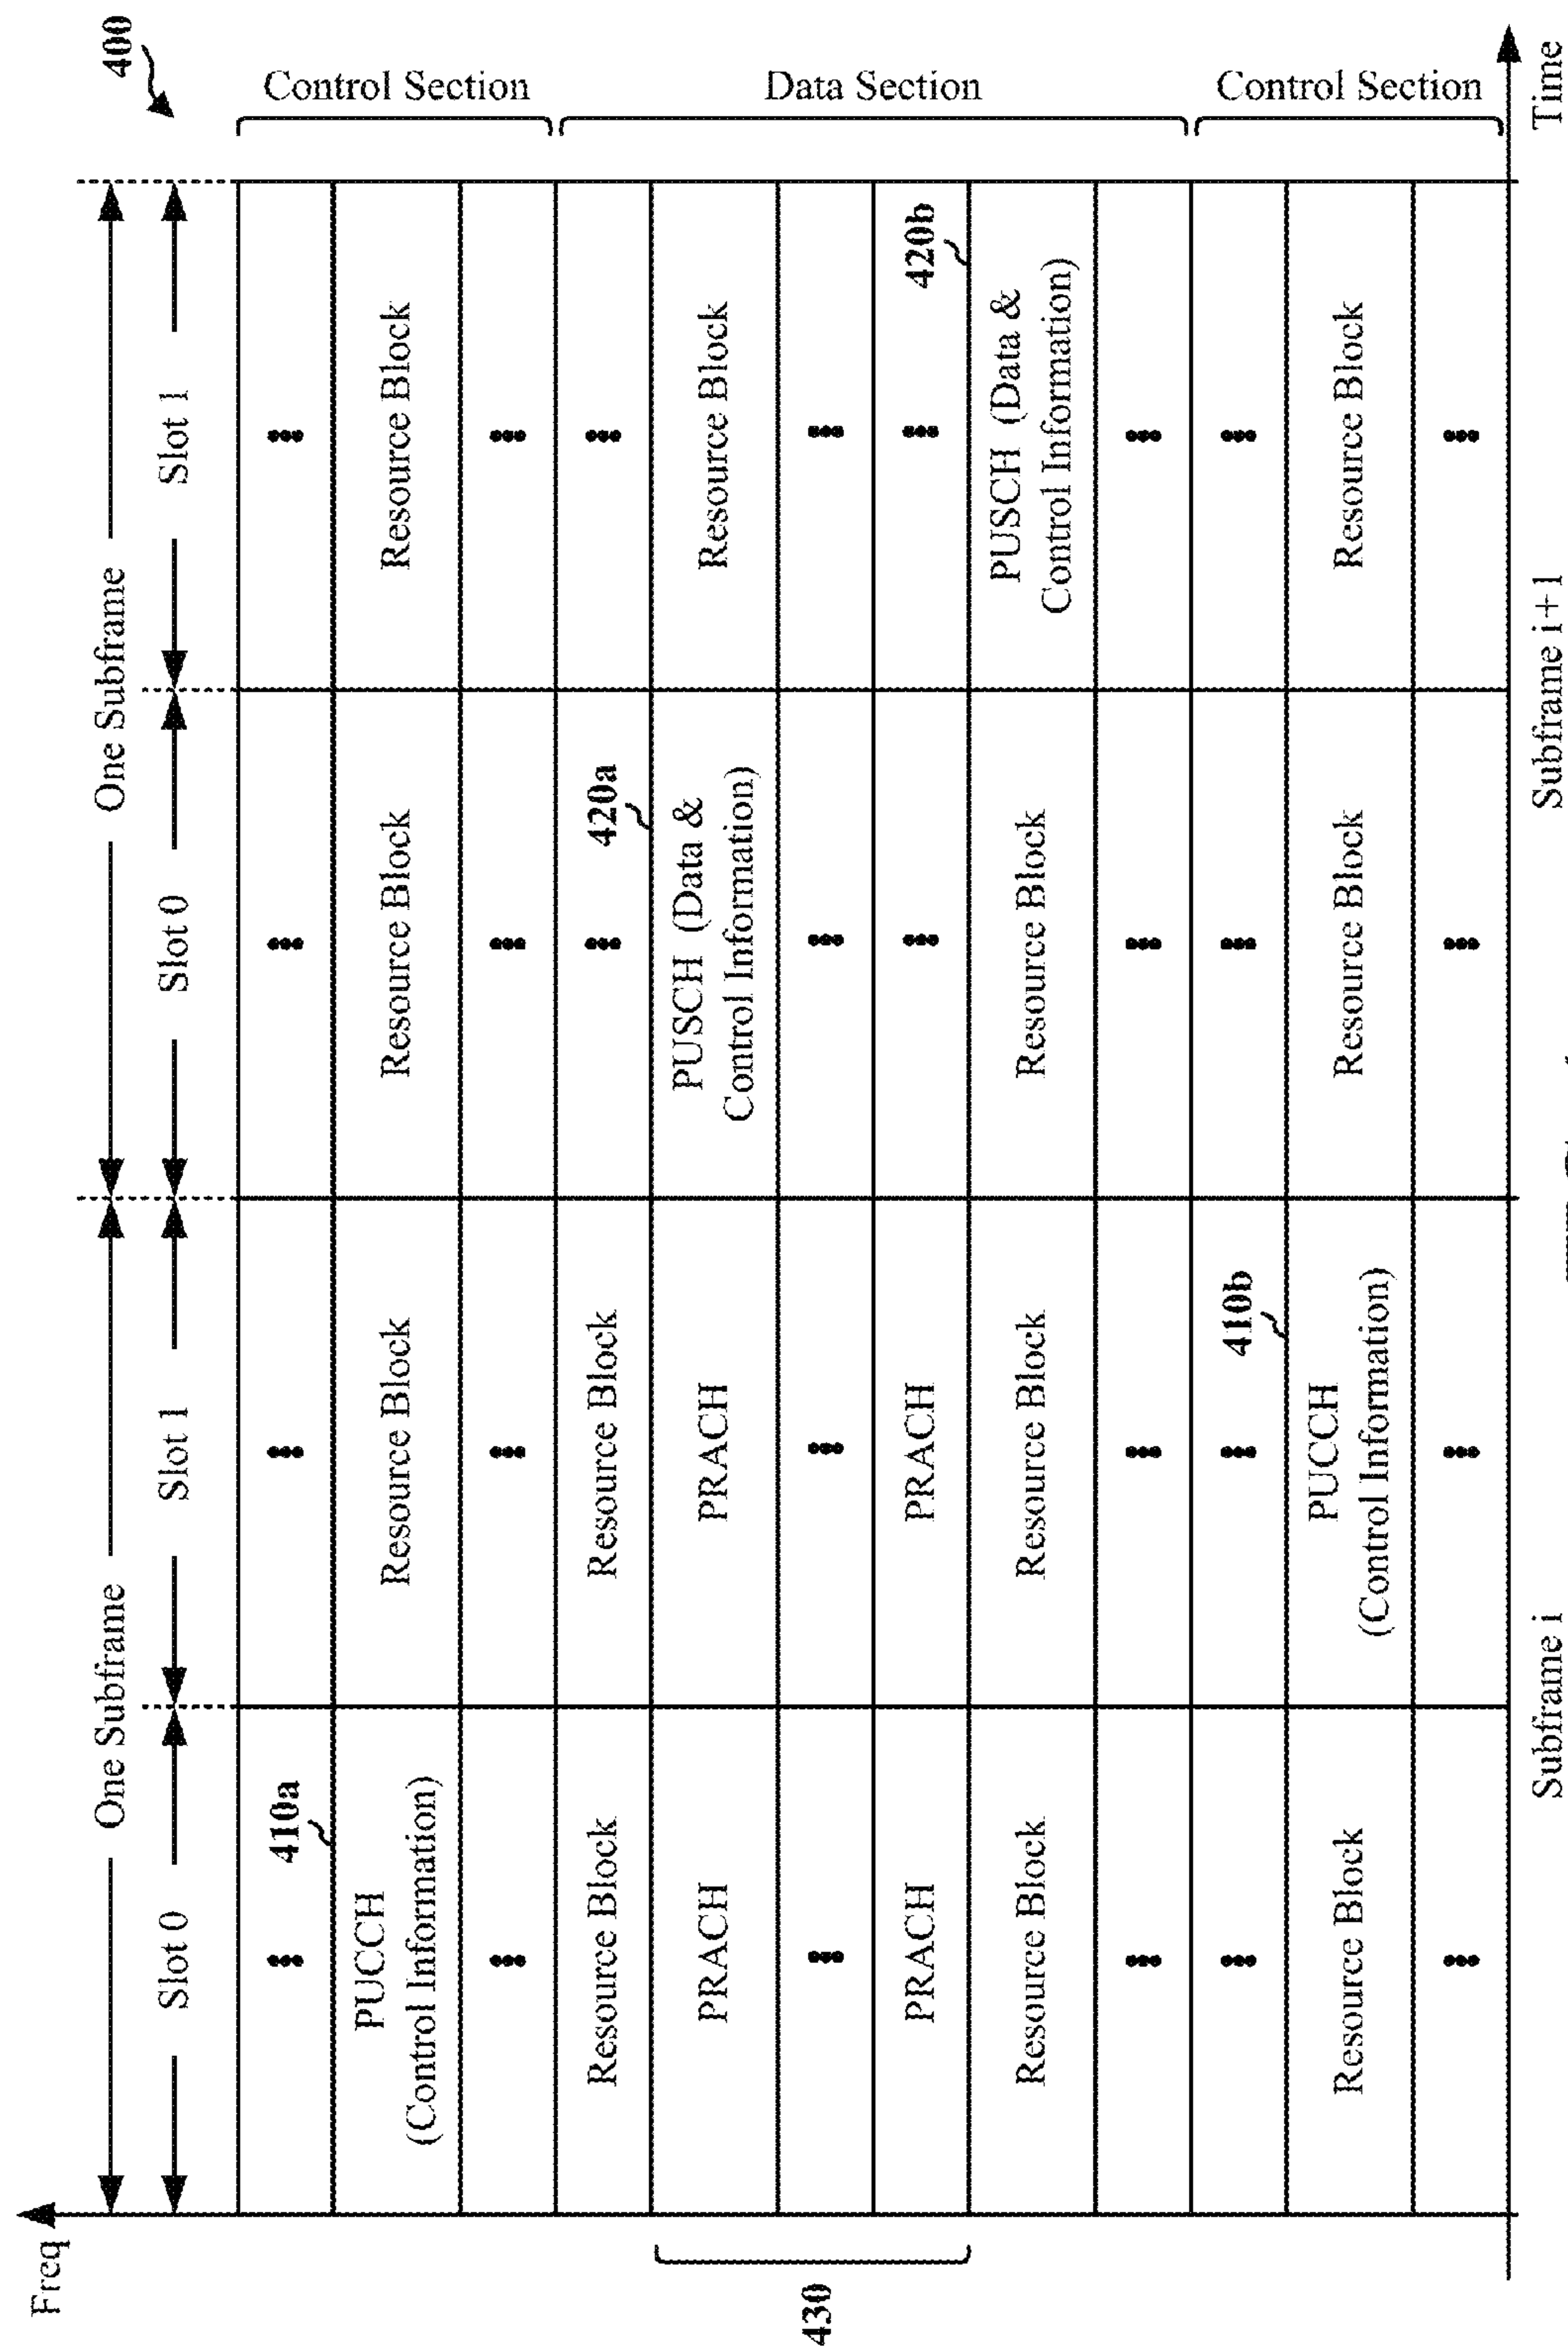 400
Freq
One Subframe
One Subframe
Slot 0
Slot 1
Slot 0
Slot 1
Control Section
410a
PUCCH
(Control Information)
Resource Block
Resource Block
Resource Block
Data Section
Resource Block
Resource Block
420a
430
PRACH
PRACH
PUSCH (Data &
Control Information)
Resource Block
PRACH
PRACH
420b
Resource Block
Resource Block
Resource Block
PUSCH (Data &
Control Information)
Control Section
410b
Resource Block
PUCCH
(Control Information)
Resource Block
Resource Block
Subframe i
Subframe i+1
Time